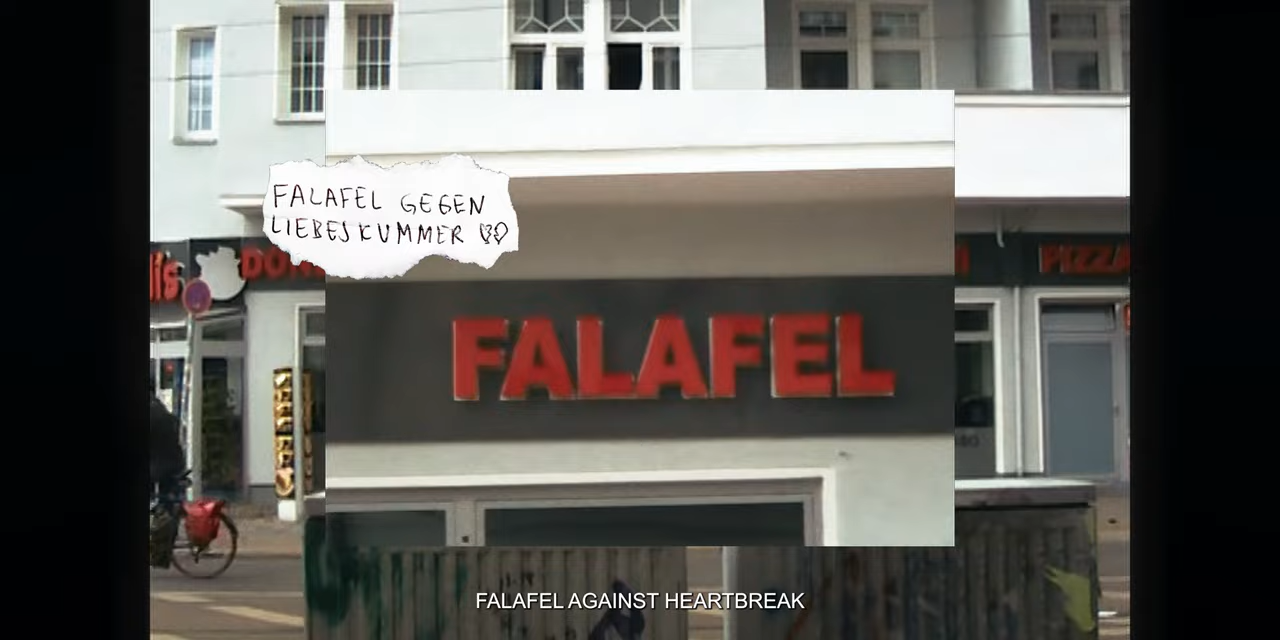 FALAFEL GEGEN
LIEBESKUMMER
FALAFEL
PIZZA
FALAFEL AGAINST HEARTBREAK